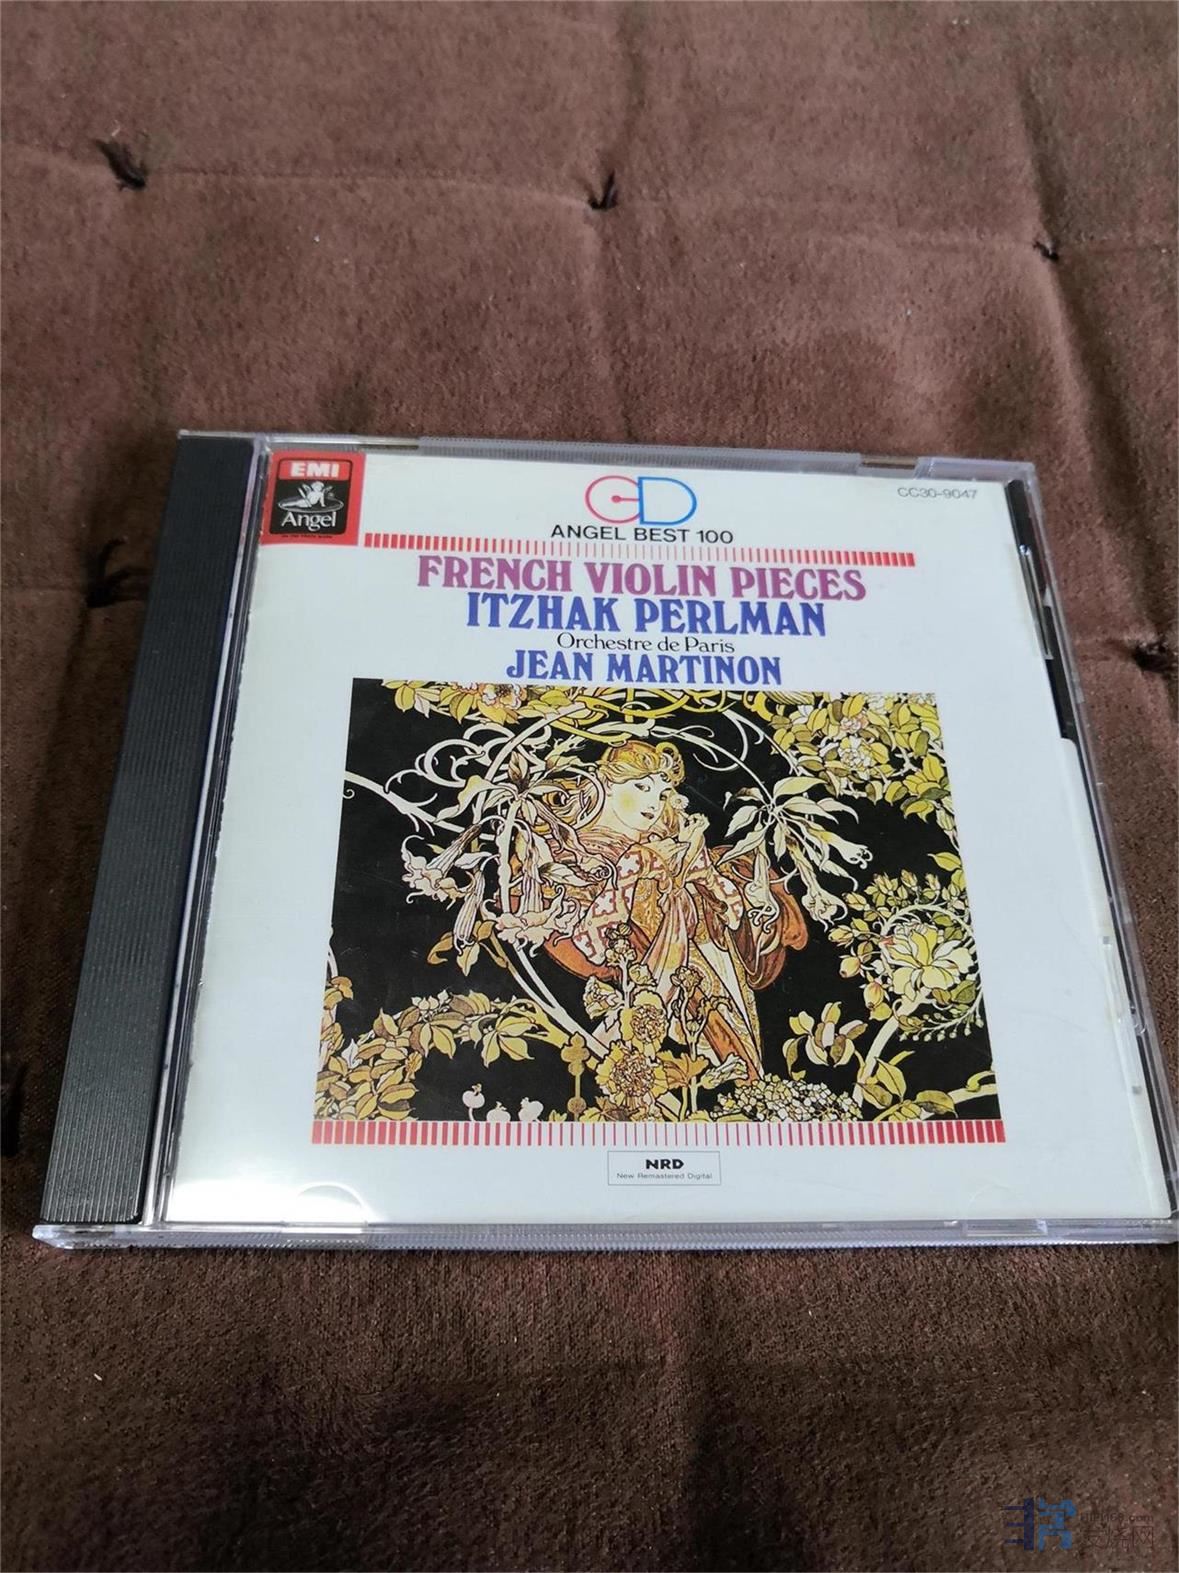 EMI
Angel
CD
ANGEL BEST 100
CC30-9047
FRENCH VIOLIN PIECES
ITZHAK PERLMAN
Orchestre de Paris
JEAN MARTINON
NRD
New Remastered Digital